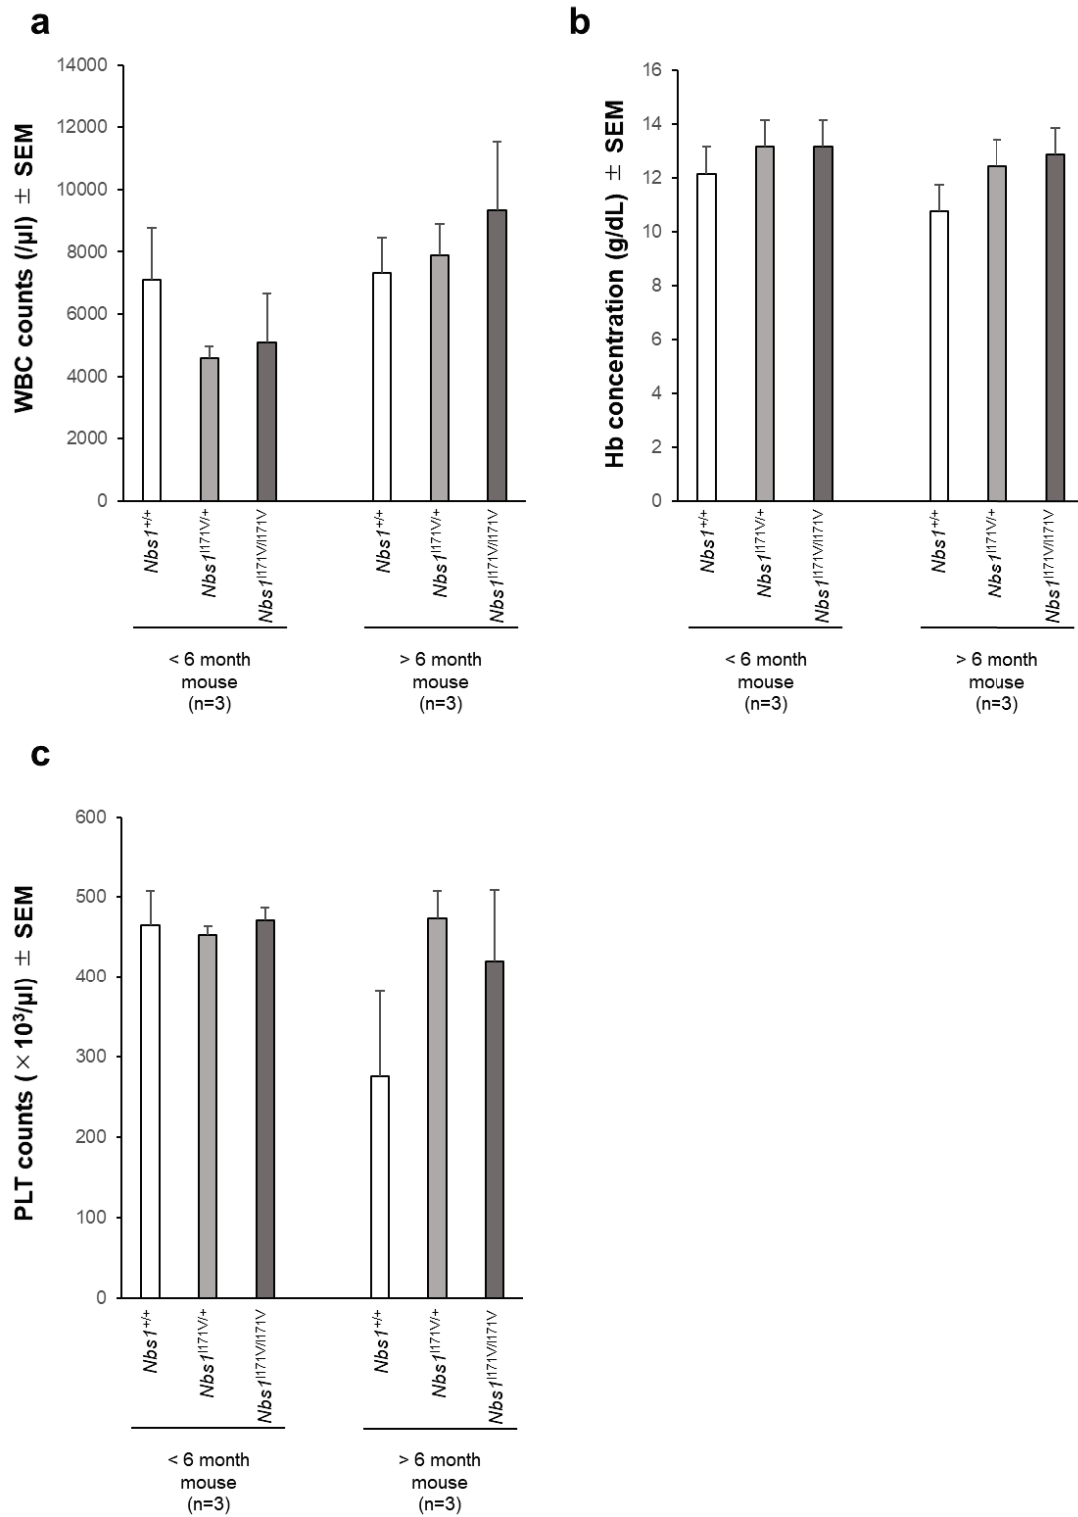 a
WBC counts (/μl) ± SEM
14000
12000
10000
8000
6000
4000
2000
0
Nbs1+/+
Nbs1I171V/+
Nbs1I171V/I171V
Nbs1+/+
Nbs1I171V/+
Nbs1I171V/I171V
< 6 month
mouse
(n=3)
> 6 month
mouse
(n=3)
b
Hb concentration (g/dL) ± SEM
16
14
12
10
8
6
4
2
0
Nbs1+/+
Nbs1I171V/+
Nbs1I171V/I171V
Nbs1+/+
Nbs1I171V/+
Nbs1I171V/I171V
< 6 month
mouse
(n=3)
> 6 month
mouse
(n=3)
c
PLT counts (×10³/μl) ± SEM
600
500
400
300
200
100
0
Nbs1+/+
Nbs1I171V/+
Nbs1I171V/I171V
Nbs1+/+
Nbs1I171V/+
Nbs1I171V/I171V
< 6 month
mouse
(n=3)
> 6 month
mouse
(n=3)